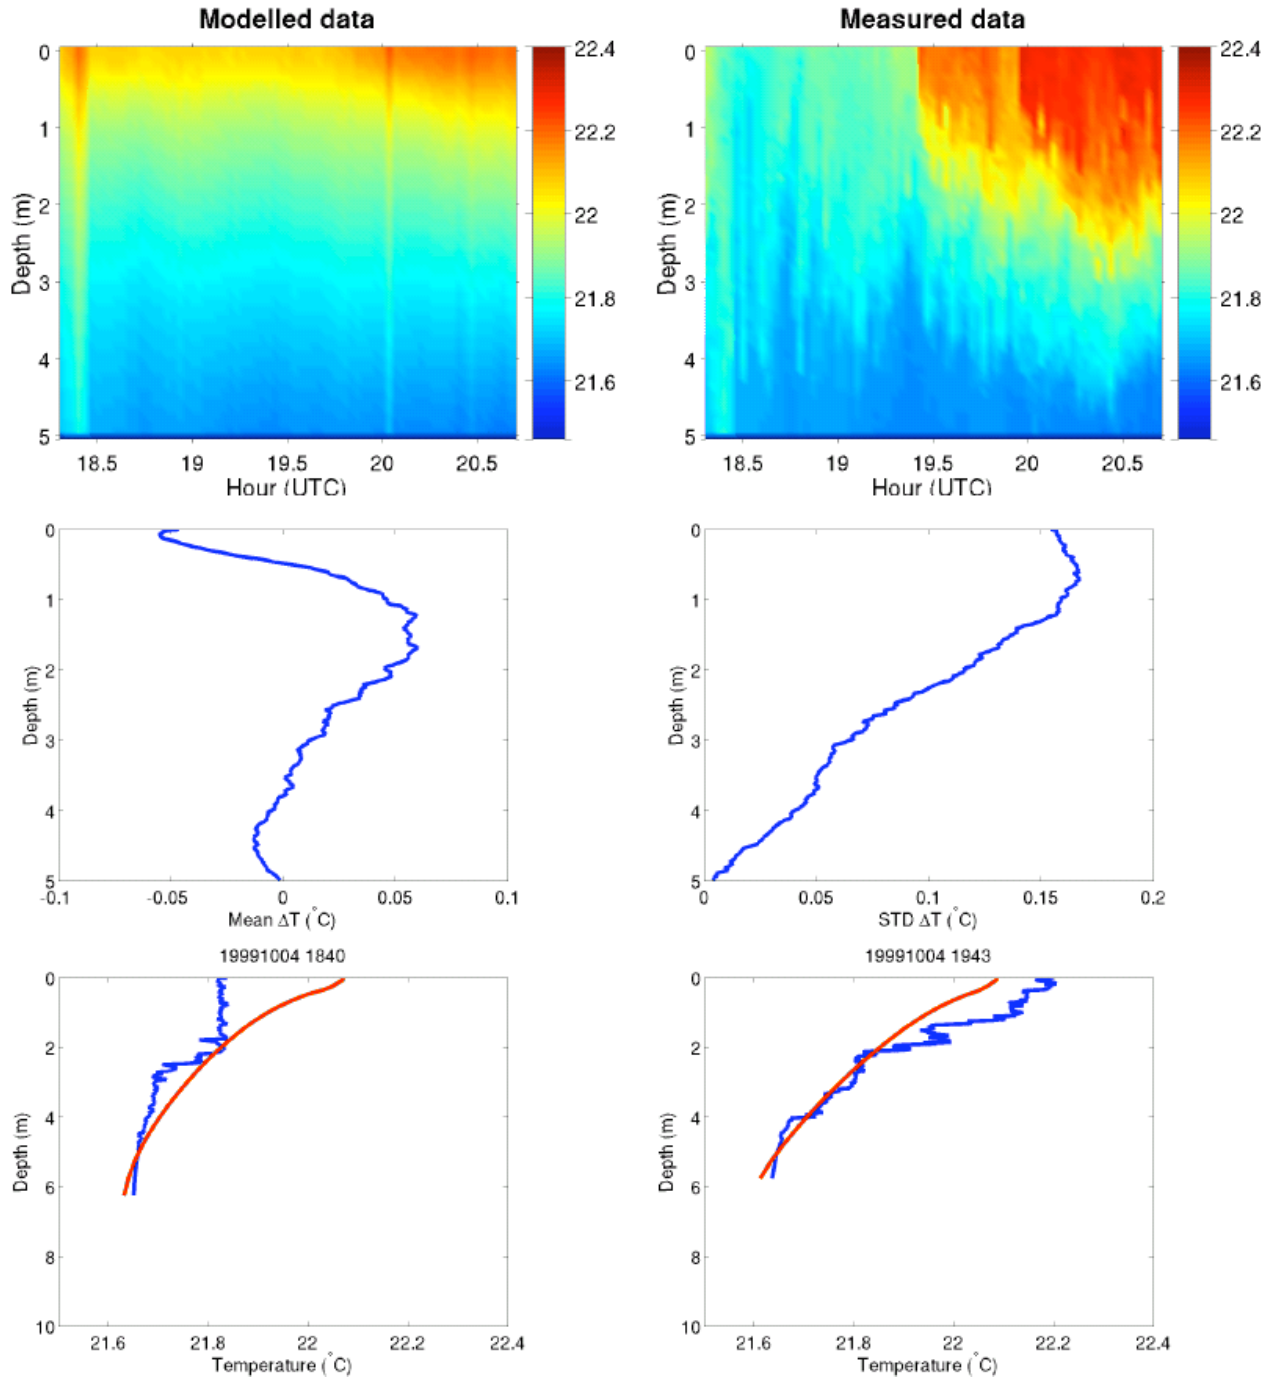 Modelled data
Measured data
0
1
2
3
4
5
Depth (m)
18.5 19 19.5 20 20.5
Hour (UTC)
22.4
22.2
22
21.8
21.6
0
1
2
3
4
5
Depth (m)
18.5 19 19.5 20 20.5
Hour (UTC)
22.4
22.2
22
21.8
21.6
0
1
2
3
4
5
Depth (m)
-0.1 -0.05 0 0.05 0.1
Mean ΔT (°C)
0
1
2
3
4
5
Depth (m)
0 0.05 0.1 0.15 0.2
STD ΔT (°C)
19991004 1840
0
2
4
6
8
10
Depth (m)
21.6 21.8 22 22.2 22.4
Temperature (°C)
19991004 1943
0
2
4
6
8
10
Depth (m)
21.6 21.8 22 22.2 22.4
Temperature (°C)